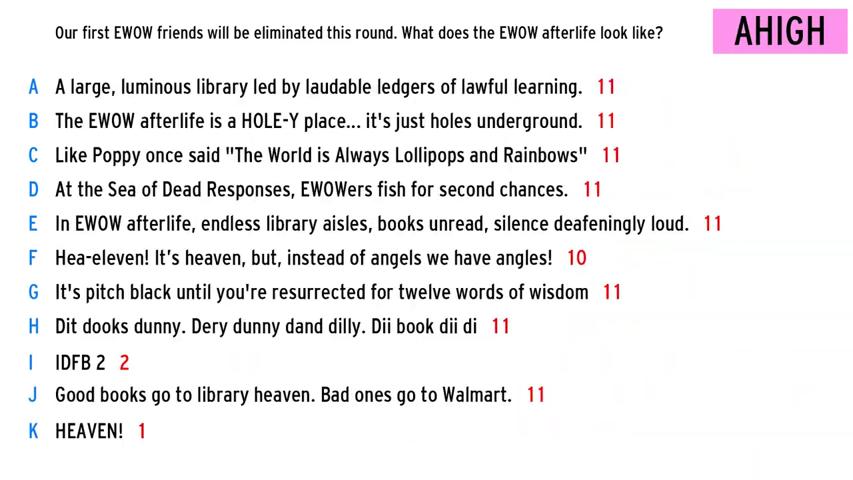 Our first EWOW friends will be eliminated this round. What does the EWOW afterlife look like?
AHIGH
A A large, luminous library led by laudable ledgers of lawful learning. 11
B The EWOW afterlife is a HOLE-Y place... it's just holes underground. 11
C Like Poppy once said "The World is Always Lollipops and Rainbows" 11
D At the Sea of Dead Responses, EWOWers fish for second chances. 11
E In EWOW afterlife, endless library aisles, books unread, silence deafeningly loud. 11
F Hea-eleven! It’s heaven, but, instead of angels we have angles! 10
G It's pitch black until you're resurrected for twelve words of wisdom 11
H Dit dooks dunny. Dery dunny dand dilly. Dii book dii di 11
I IDFB 2 2
J Good books go to library heaven. Bad ones go to Walmart. 11
K HEAVEN! 1